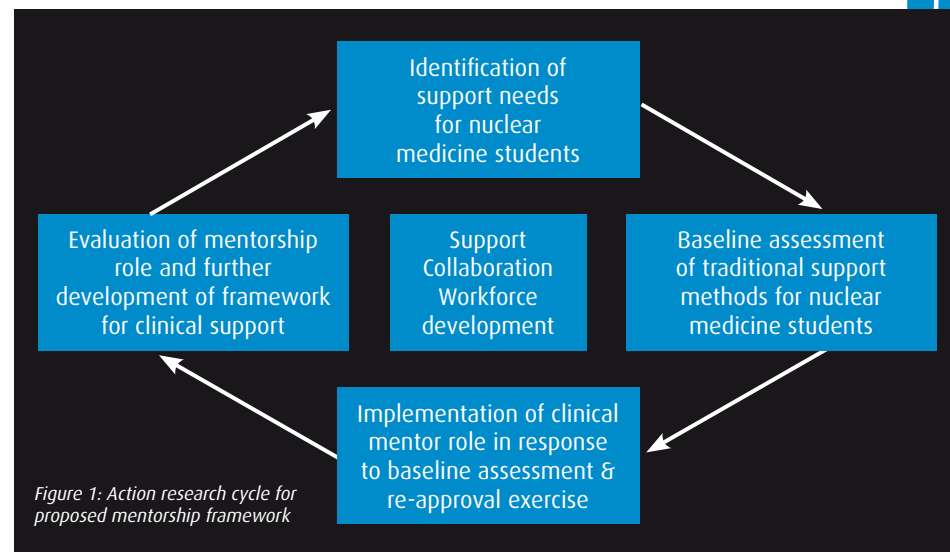 Identification of
support needs
for nuclear
medicine students
Evaluation of mentorship
role and further
development of framework
for clinical support
Support
Collaboration
Workforce
development
Baseline assessment
of traditional support
methods for nuclear
medicine students
Implementation of clinical
mentor role in response
to baseline assessment &
re-approval exercise
Figure 1: Action research cycle for
proposed mentorship framework